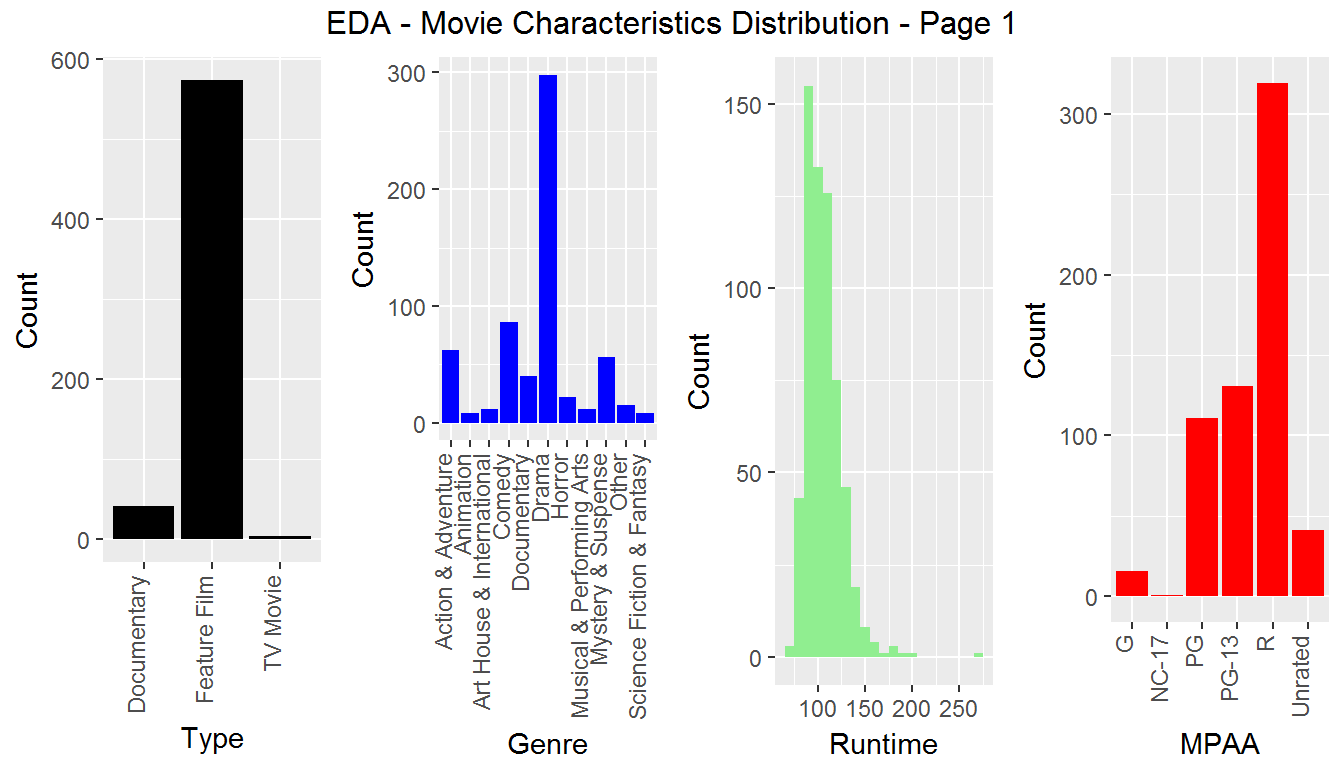 EDA - Movie Characteristics Distribution - Page 1
Count
600
400
200
0
Documentary
Feature Film
TV Movie
Type
Count
300
200
100
0
Action & Adventure
Animation
Art House & International
Comedy
Documentary
Drama
Horror
Musical & Performing Arts
Mystery & Suspense
Other
Science Fiction & Fantasy
Genre
Count
150
100
50
0
100
150
200
250
Runtime
Count
300
200
100
0
G
NC-17
PG
PG-13
R
Unrated
MPAA